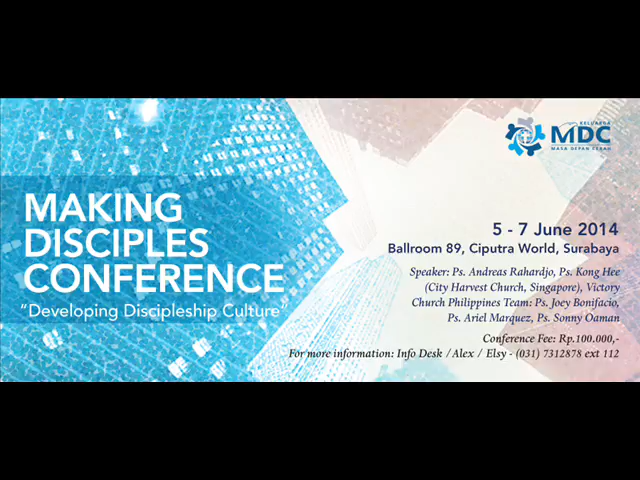 KELUARGA
MDC
MASA DEPAN CERAH
MAKING
DISCIPLES
CONFERENCE
“Developing Discipleship Culture”
5 - 7 June 2014
Ballroom 89, Ciputra World, Surabaya
Speaker: Ps. Andreas Rahardjo, Ps. Kong Hee
(City Harvest Church, Singapore), Victory
Church Philippines Team: Ps. Joey Bonifacio,
Ps. Ariel Marquez, Ps. Sonny Oaman
Conference Fee: Rp.100.000,-
For more information: Info Desk / Alex / Elsy - (031) 7312878 ext 112